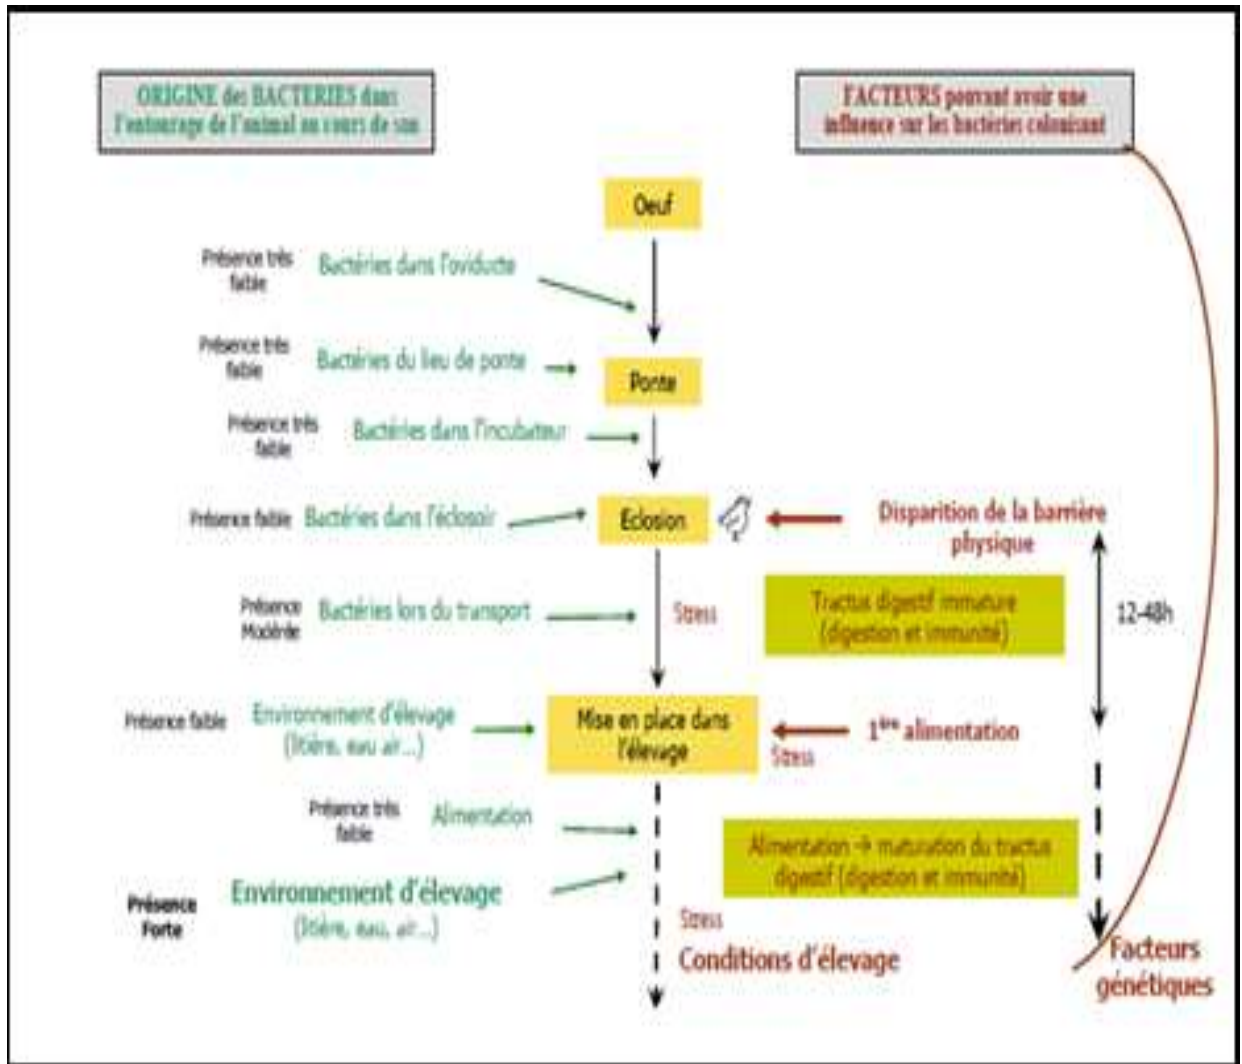 ORIGINE des BACTERIES dans
l'entourage de l'animal au cours de son
FACTEURS pouvant avoir une
influence sur les bactéries colonisant
Oeuf
Présence très
faible
Bactéries dans l'oviducte
Présence très
faible
Bactéries du lieu de ponte
Ponte
Présence très
faible
Bactéries dans l'incubateur
Présence faible
Bactéries dans l'éclosoir
Eclosion
Disparition de la barrière
physique
Présence
Modérée
Bactéries lors du transport
Stress
Tractus digestif immature
(digestion et immunité)
12-48h
Présence faible
Environnement d'élevage
(litière, eau air...)
Mise en place dans
l'élevage
1ère alimentation
Stress
Présence très
faible
Alimentation
Alimentation → maturation du tractus
digestif (digestion et immunité)
Présence
Forte
Environnement d'élevage
(litière, eau, air...)
Stress
Conditions d'élevage
Facteurs
génétiques